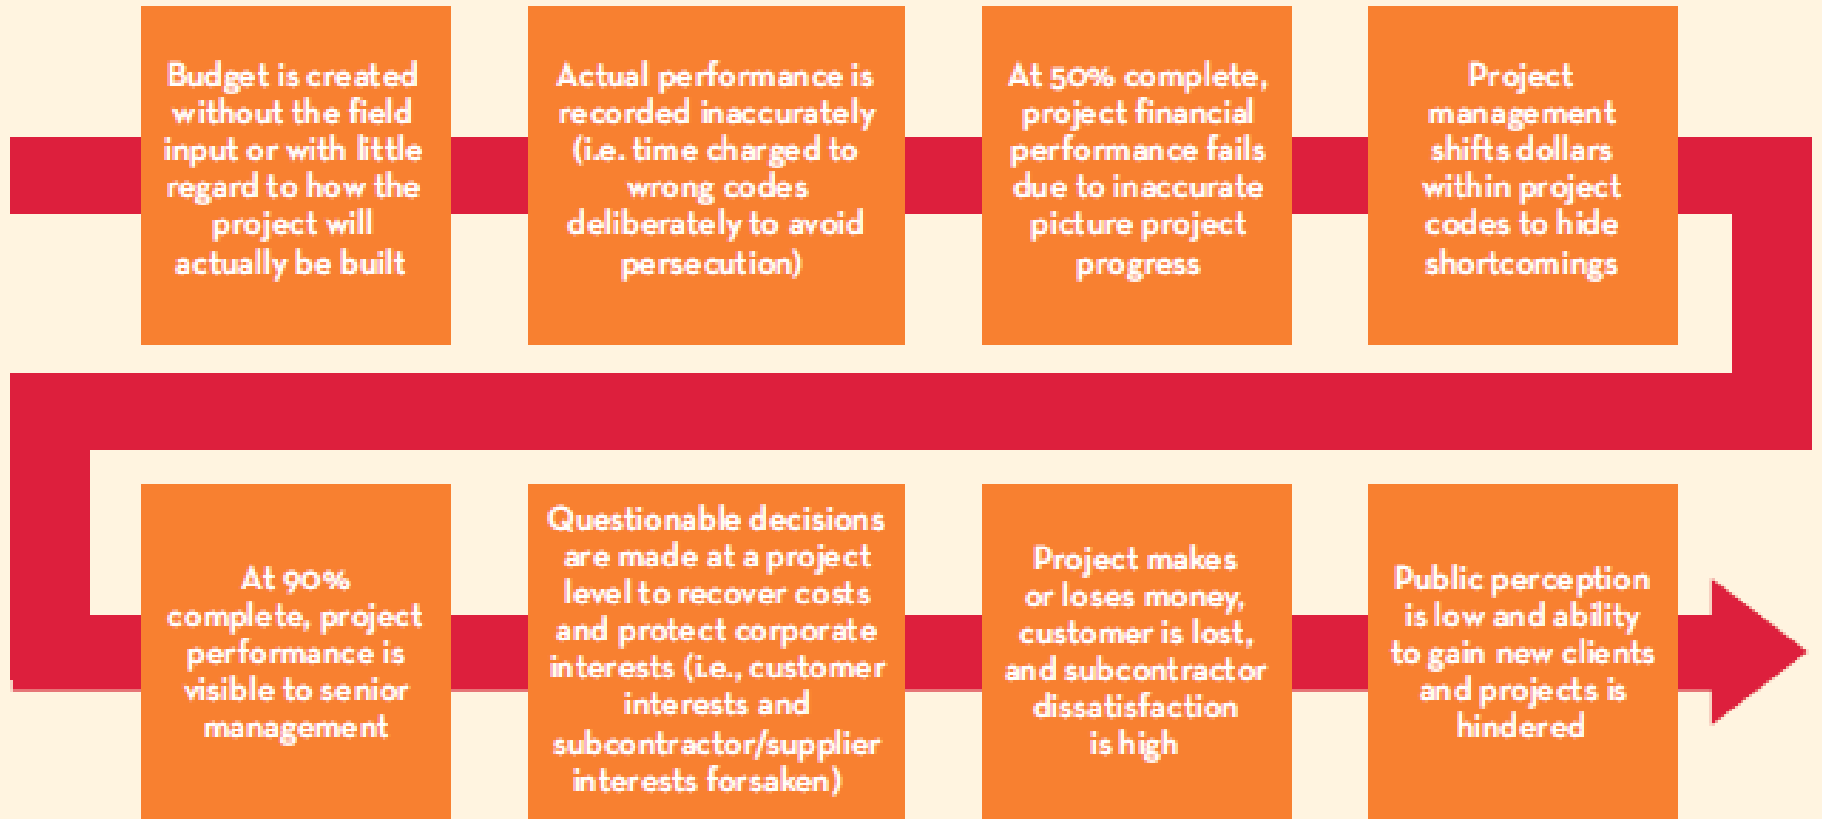 Budget is created
without the field
input or with little
regard to how the
project will
actually be built
Actual performance is
recorded inaccurately
(i.e. time charged to
wrong codes
deliberately to avoid
persecution)
At 50% complete,
project financial
performance fails
due to inaccurate
picture project
progress
Project
management
shifts dollars
within project
codes to hide
shortcomings
At 90%
complete, project
performance is
visible to senior
management
Questionable decisions
are made at a project
level to recover costs
and protect corporate
interests (i.e., customer
interests and
subcontractor/supplier
interests forsaken)
Project makes
or loses money,
customer is lost,
and subcontractor
dissatisfaction
is high
Public perception
is low and ability
to gain new clients
and projects is
hindered